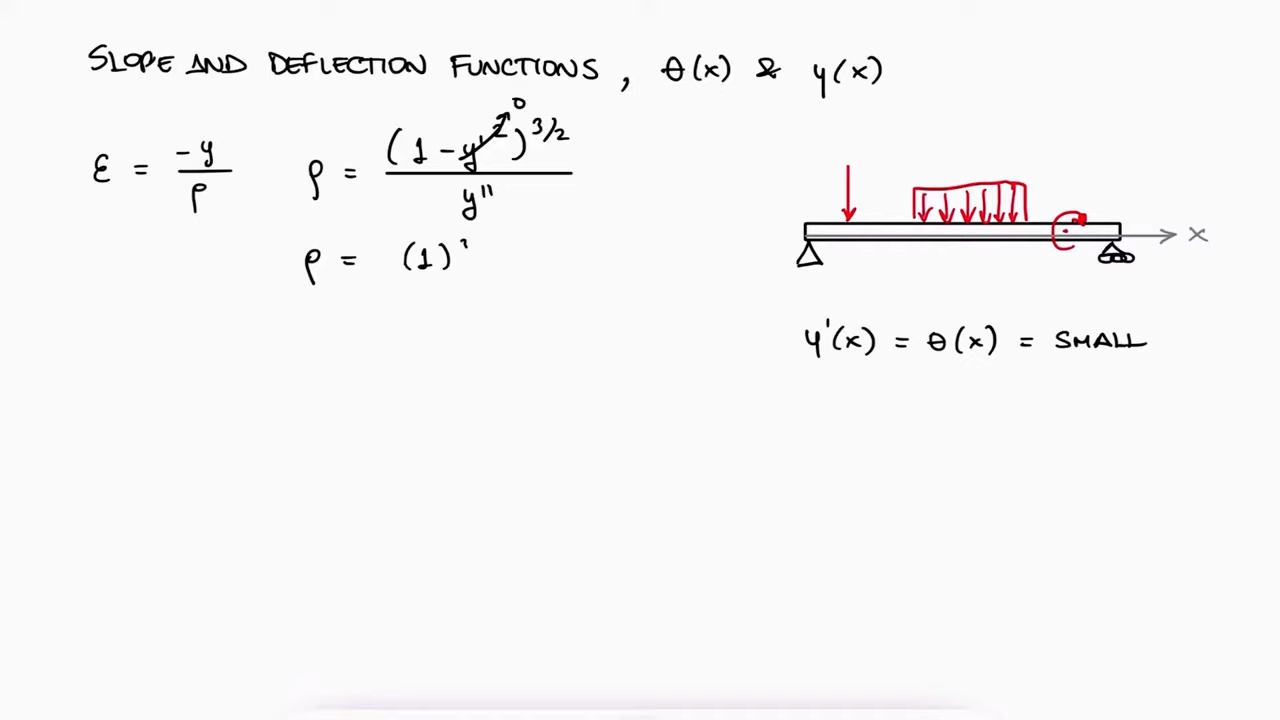 SLOPE AND DEFLECTION FUNCTIONS, θ(x) & y(x)
ε = -y/ρ    ρ = (1 - y'²)^3/2 / y''
0
ρ = (1)'
x
y'(x) = θ(x) = SMALL